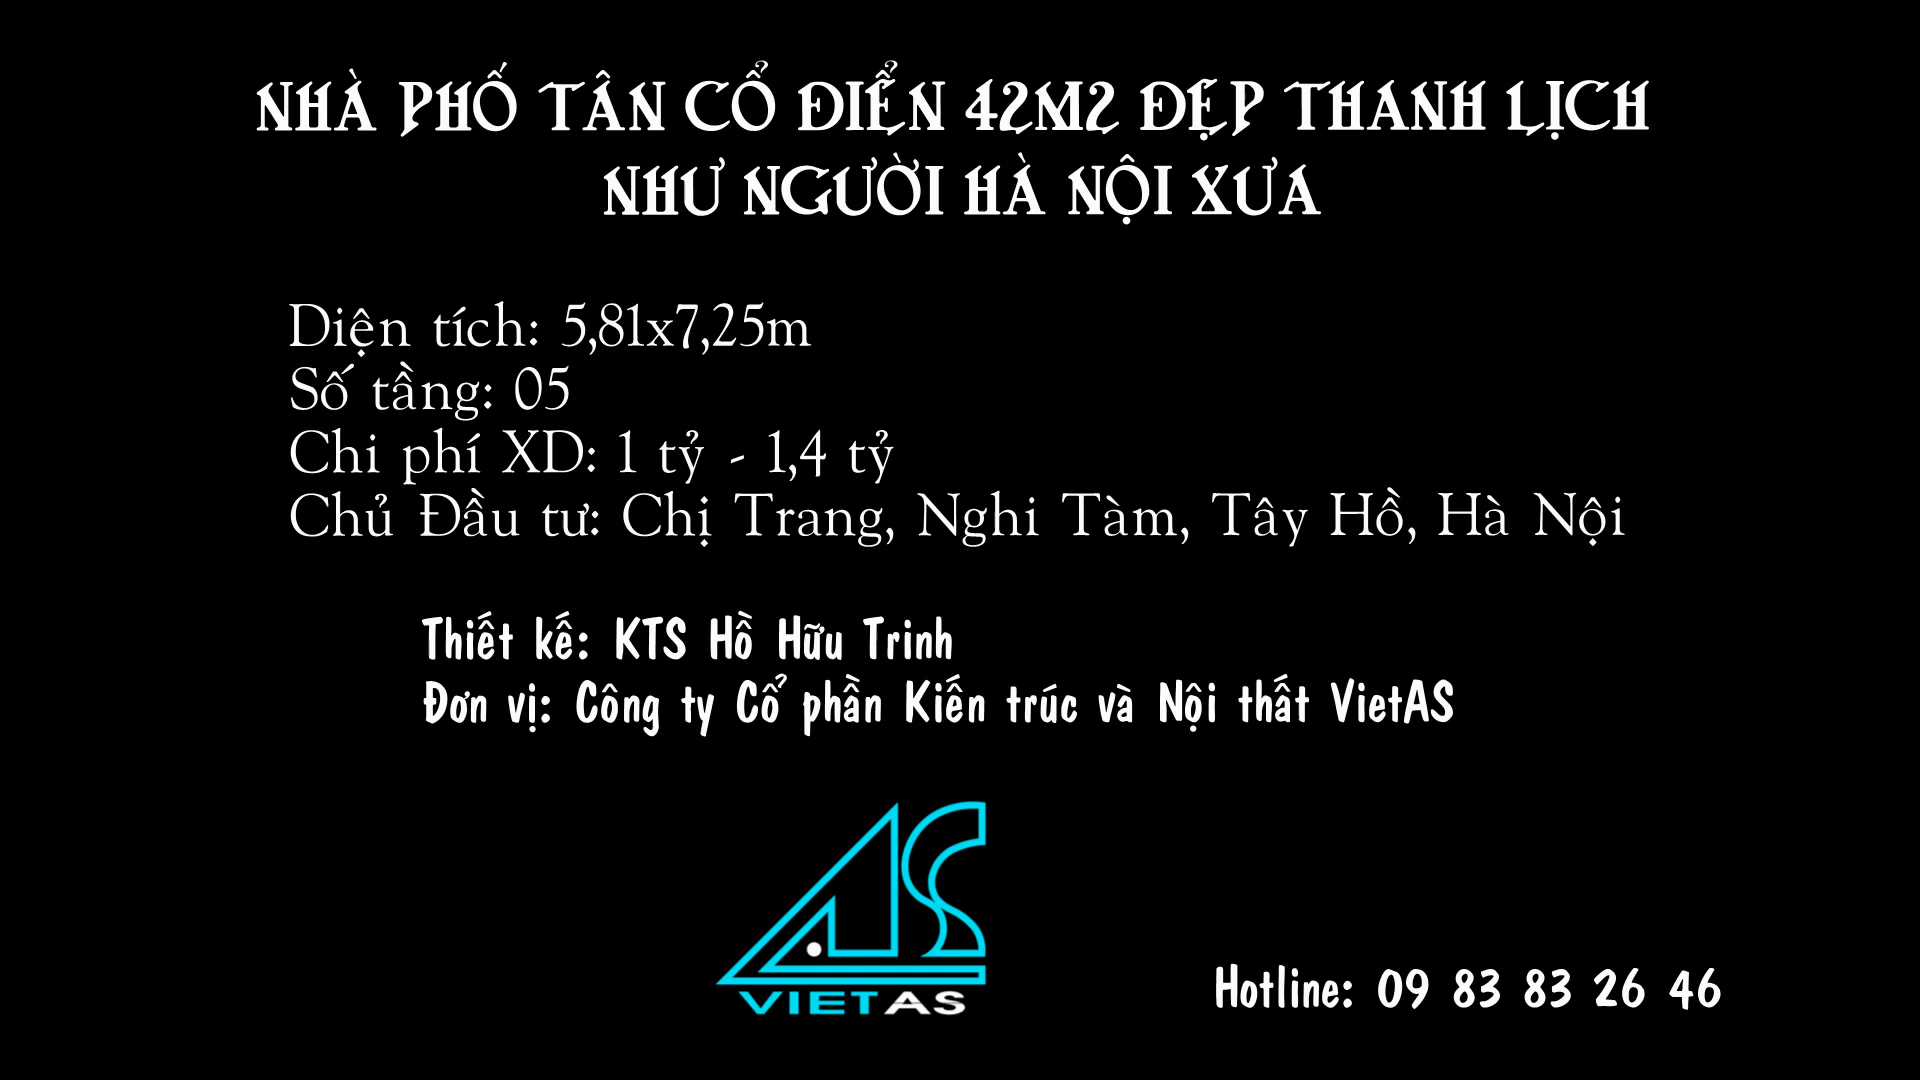 NHÀ PHỐ TÂN CỔ ĐIỂN 42M2 ĐẸP THANH LỊCH
NHƯ NGƯỜI HÀ NỘI XƯA
Diện tích: 5,81x7,25m
Số tầng: 05
Chi phí XD: 1 tỷ - 1,4 tỷ
Chủ Đầu tư: Chị Trang, Nghi Tàm, Tây Hồ, Hà Nội
Thiết kế: KTS Hồ Hữu Trinh
Đơn vị: Công ty Cổ phần Kiến trúc và Nội thất VietAS
AS
VIETAS
Hotline: 09 83 83 26 46